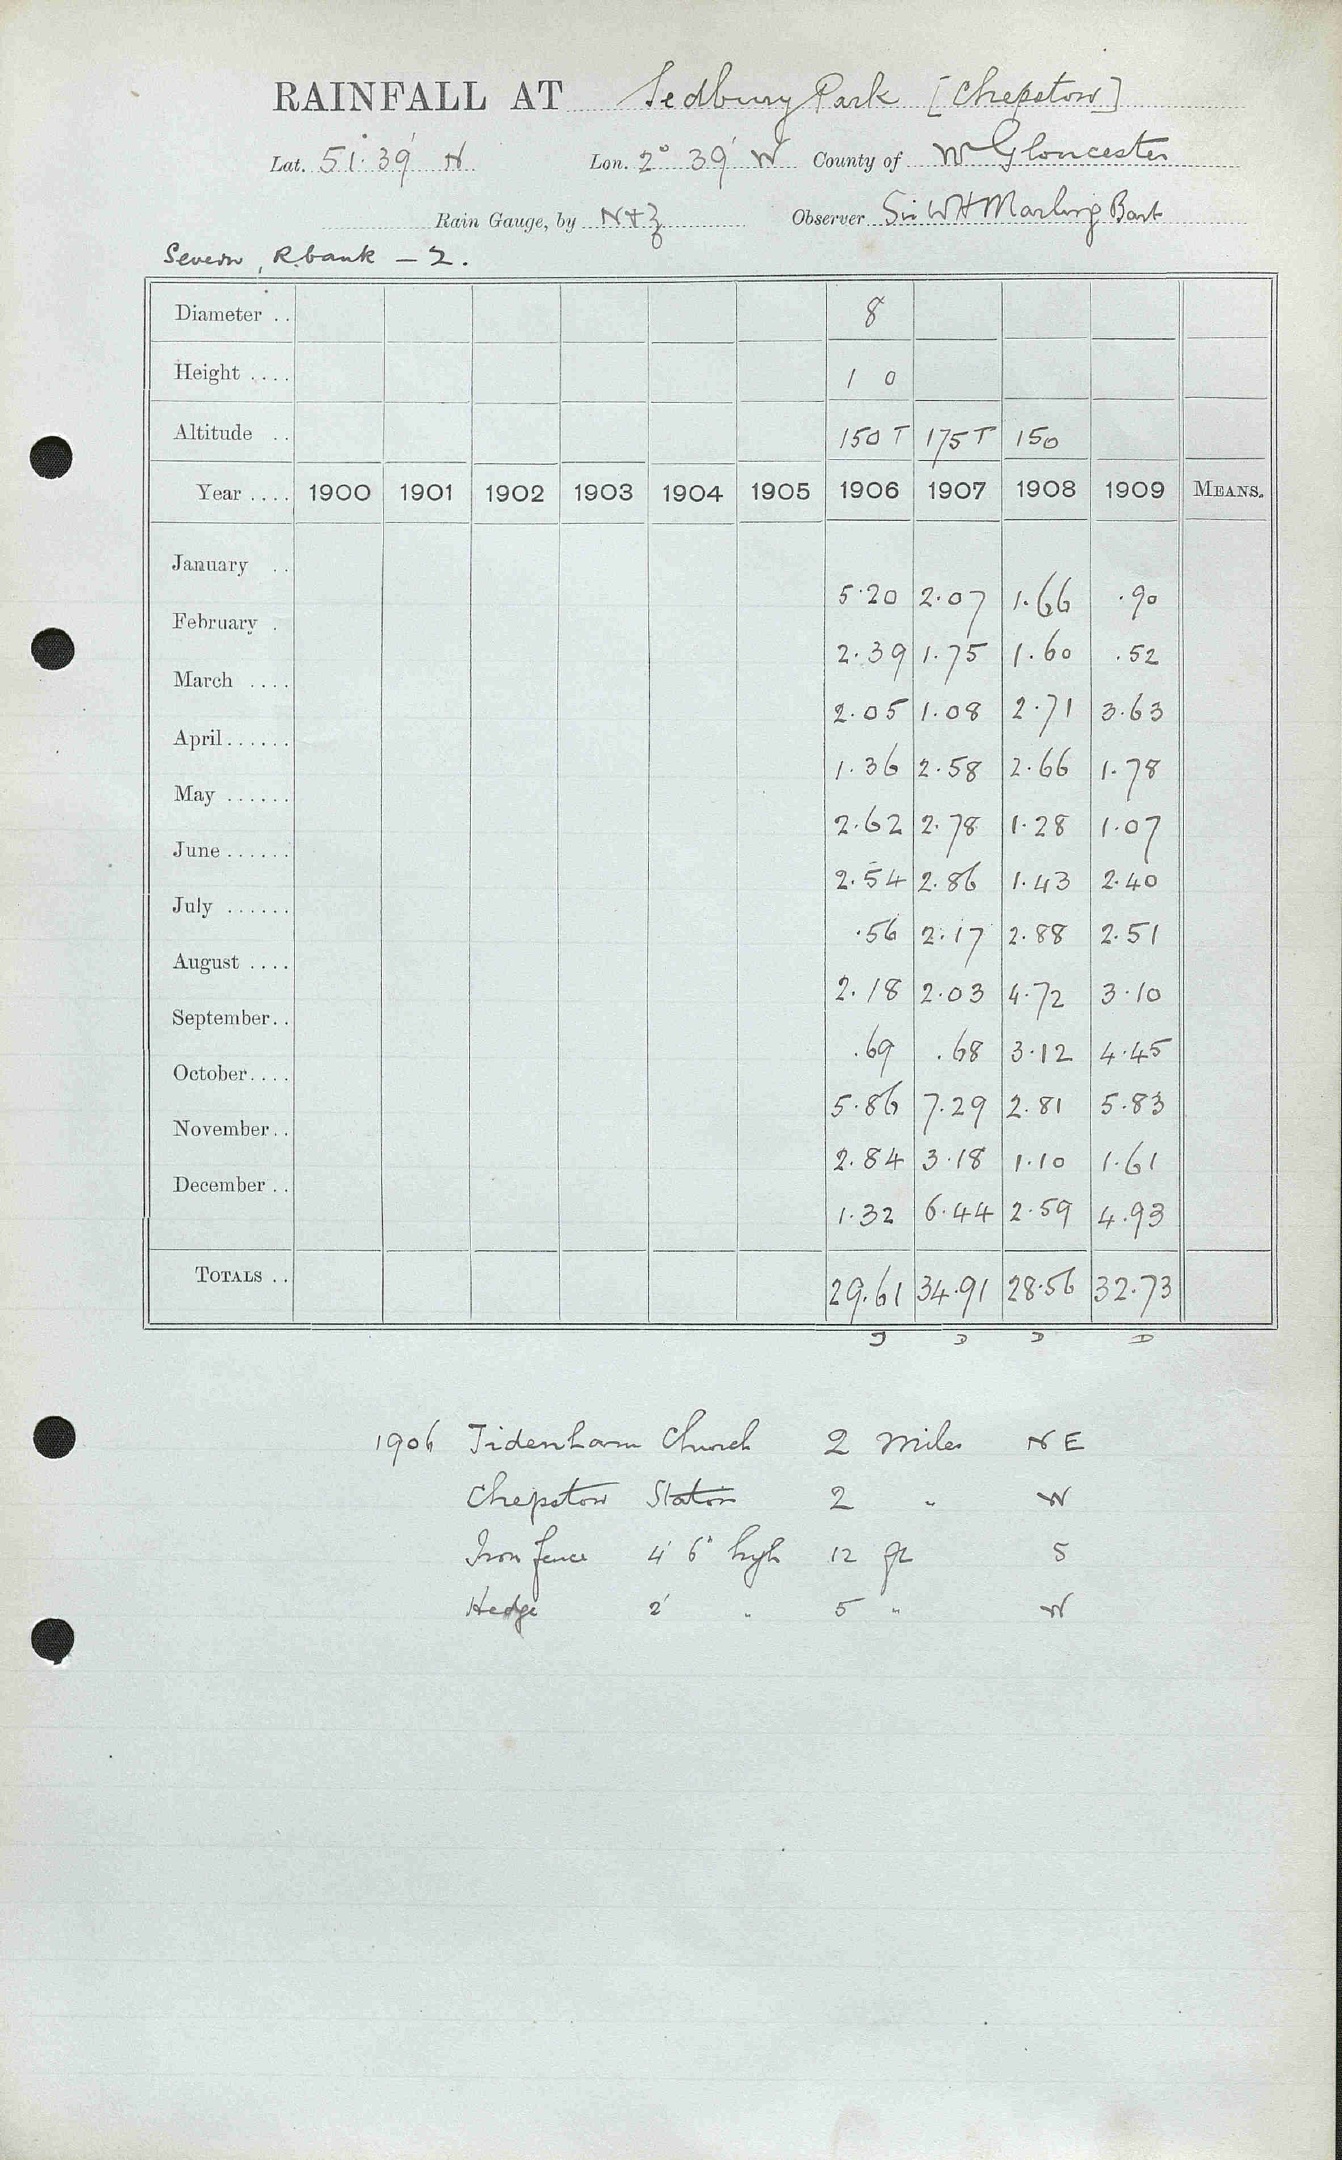 RAINFALL AT Sedbury Park [Chepstow]
Lat. 51° 39' N Lon. 2° 39' W County of W Gloucester
Rain Gauge, by N+Z Observer Sir WH Marling Bart
Severn, R. bank - 2.
Diameter .. 8
Height .... 1 0
Altitude .. 150 T 175 T 150
Year .... 1900 1901 1902 1903 1904 1905 1906 1907 1908 1909 MEANS.
January .. 5.20 2.07 1.66 .90
February . 2.39 1.75 1.60 .52
March .... 2.05 1.08 2.71 3.63
April...... 1.36 2.58 2.66 1.78
May ...... 2.62 2.78 1.28 1.07
June ...... 2.54 2.86 1.43 2.40
July ...... .56 2.17 2.88 2.51
August .... 2.18 2.03 4.72 3.10
September.. .69 .68 3.12 4.45
October.... 5.86 7.29 2.81 5.83
November.. 2.84 3.18 1.10 1.61
December .. 1.32 6.44 2.59 4.93
TOTALS .. 29.61 34.91 28.56 32.73
D D D
1906 Tidenham Church 2 miles NE
Chepstow Station 2 " W
Iron fence 4' 6" high 12 ft S
Hedge 2' " 5 " W